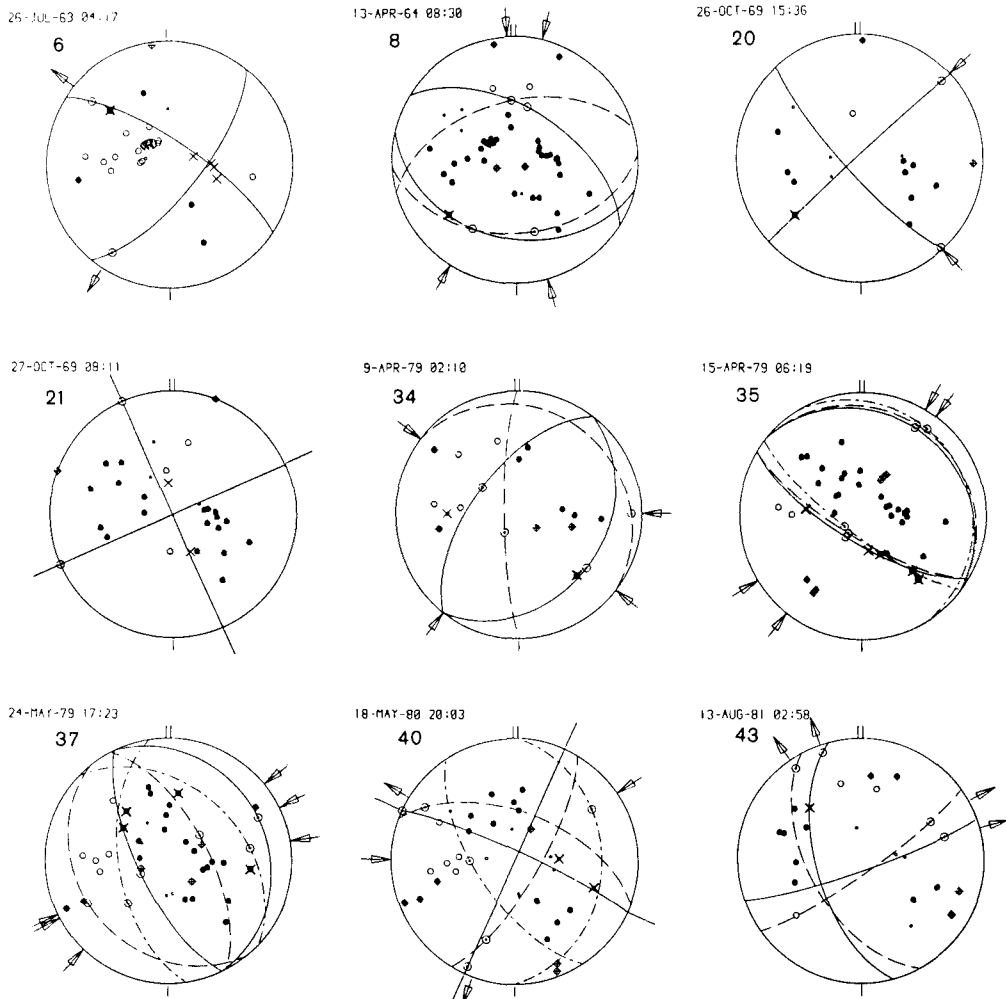 26-JUL-63 04:17
6
13-APR-64 08:30
8
26-OCT-69 15:36
20
27-OCT-69 08:11
21
9-APR-79 02:10
34
15-APR-79 06:19
35
24-MAY-79 17:23
37
18-MAY-80 20:03
40
13-AUG-81 02:58
43